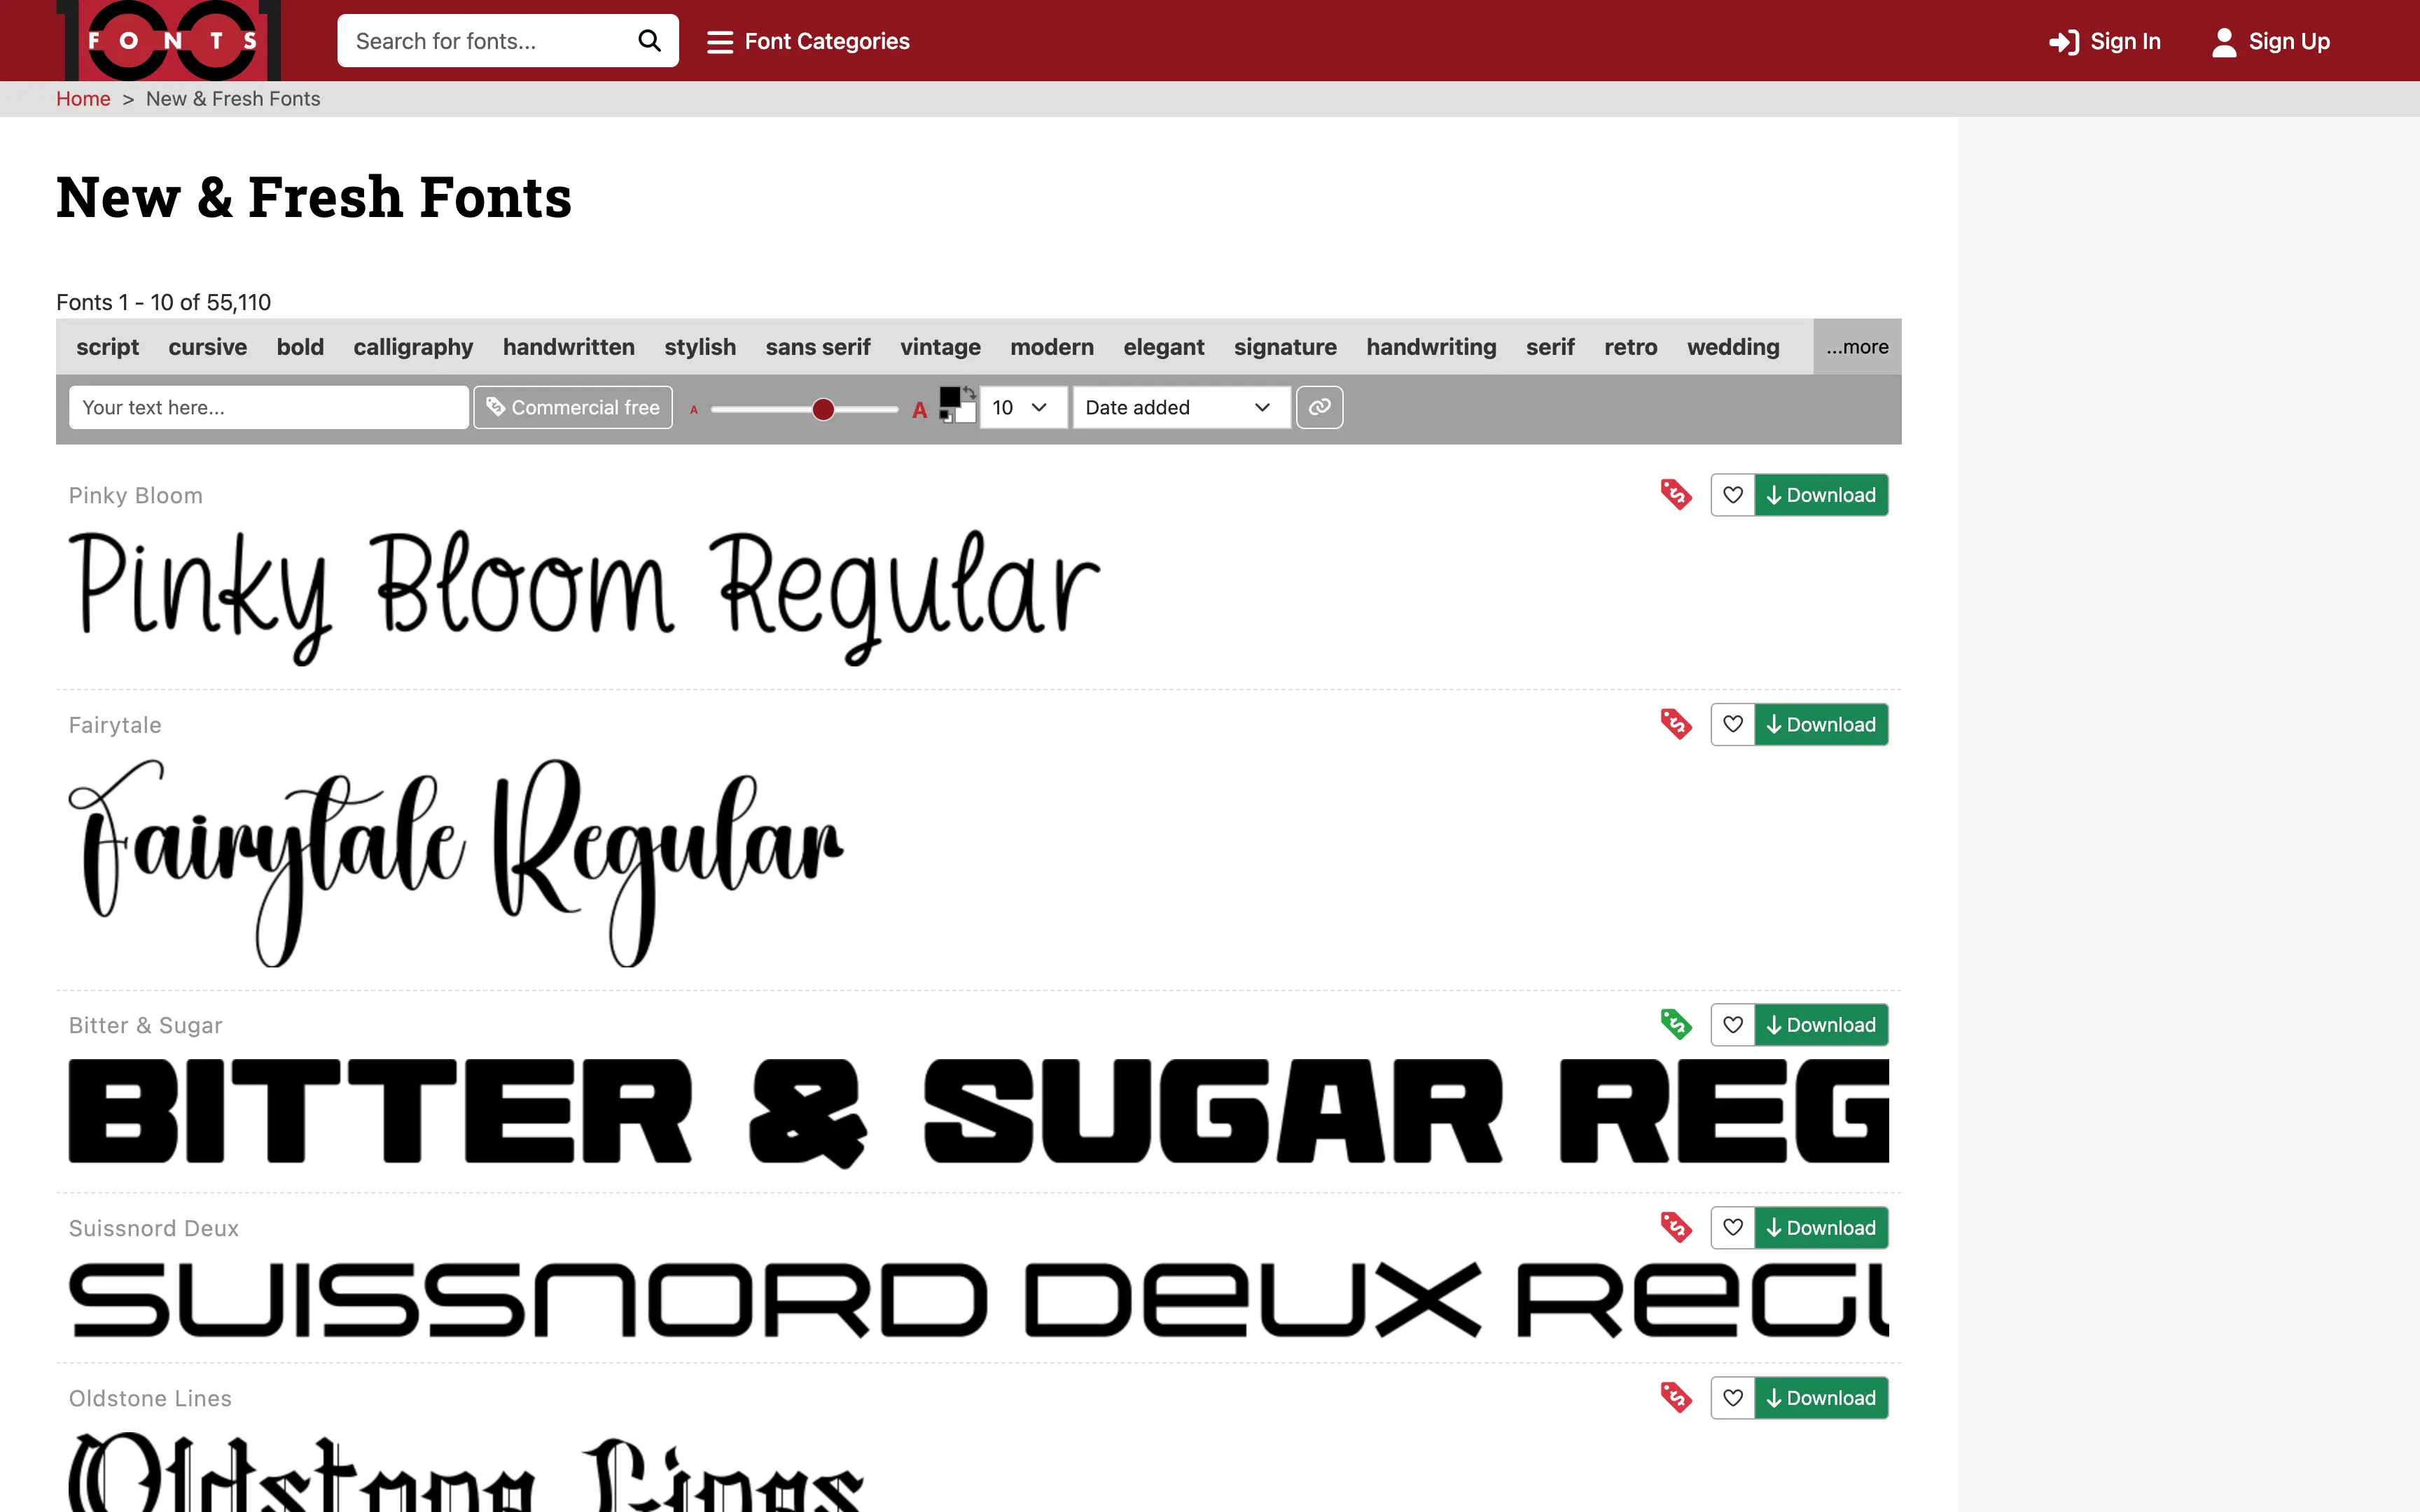 1001 FONTS
Search for fonts...
Font Categories
Sign In
Sign Up
Home > New & Fresh Fonts
New & Fresh Fonts
Fonts 1 - 10 of 55,110
script cursive bold calligraphy handwritten stylish sans serif vintage modern elegant signature handwriting serif retro wedding ...more
Your text here...
Commercial free
A
A
10
Date added
Pinky Bloom
Download
Pinky Bloom Regular
Fairytale
Download
Fairytale Regular
Bitter & Sugar
Download
BITTER & SUGAR REG
Suissnord Deux
Download
SUISSNORD DEUX REGU
Oldstone Lines
Download
Oldstone Lines